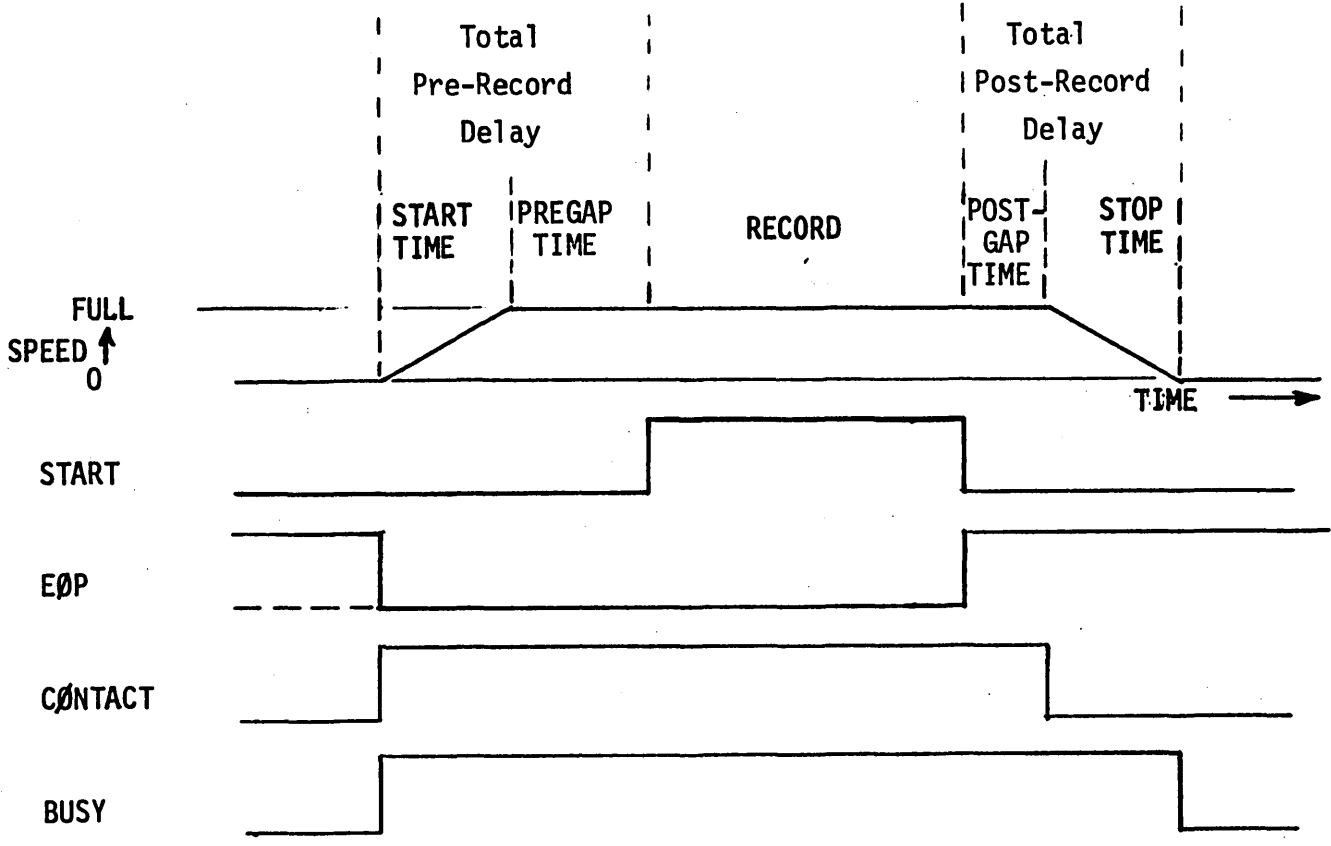 Total
Pre-Record
Delay
Total
Post-Record
Delay
START
TIME
PREGAP
TIME
RECORD
POST-
GAP
TIME
STOP
TIME
FULL
SPEED
0
TIME
START
EØP
CØNTACT
BUSY